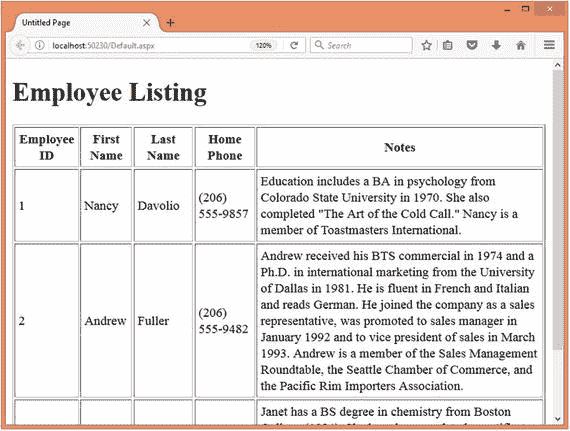 Untitled Page
localhost:50230/Default.aspx
120%
Search
Employee Listing
Employee ID
First Name
Last Name
Home Phone
Notes
1
Nancy
Davolio
(206) 555-9857
Education includes a BA in psychology from
Colorado State University in 1970. She also
completed "The Art of the Cold Call." Nancy is a
member of Toastmasters International.
2
Andrew
Fuller
(206) 555-9482
Andrew received his BTS commercial in 1974 and a
Ph.D. in international marketing from the University
of Dallas in 1981. He is fluent in French and Italian
and reads German. He joined the company as a sales
representative, was promoted to sales manager in
January 1992 and to vice president of sales in March
1993. Andrew is a member of the Sales Management
Roundtable, the Seattle Chamber of Commerce, and
the Pacific Rim Importers Association.
Janet has a BS degree in chemistry from Boston